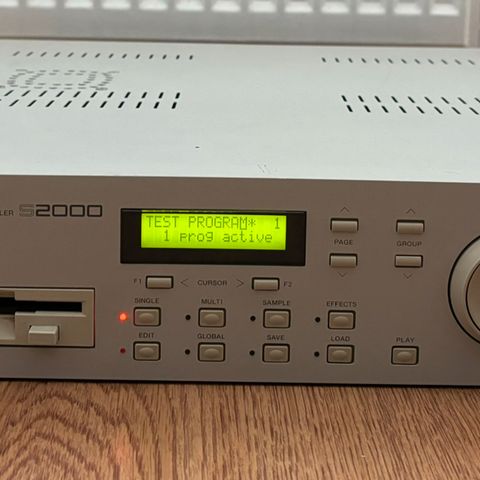 S2000
TEST PROGRAM* 1
1 prog active
PAGE
GROUP
F1 < CURSOR > F2
SINGLE MULTI SAMPLE EFFECTS
EDIT GLOBAL SAVE LOAD PLAY